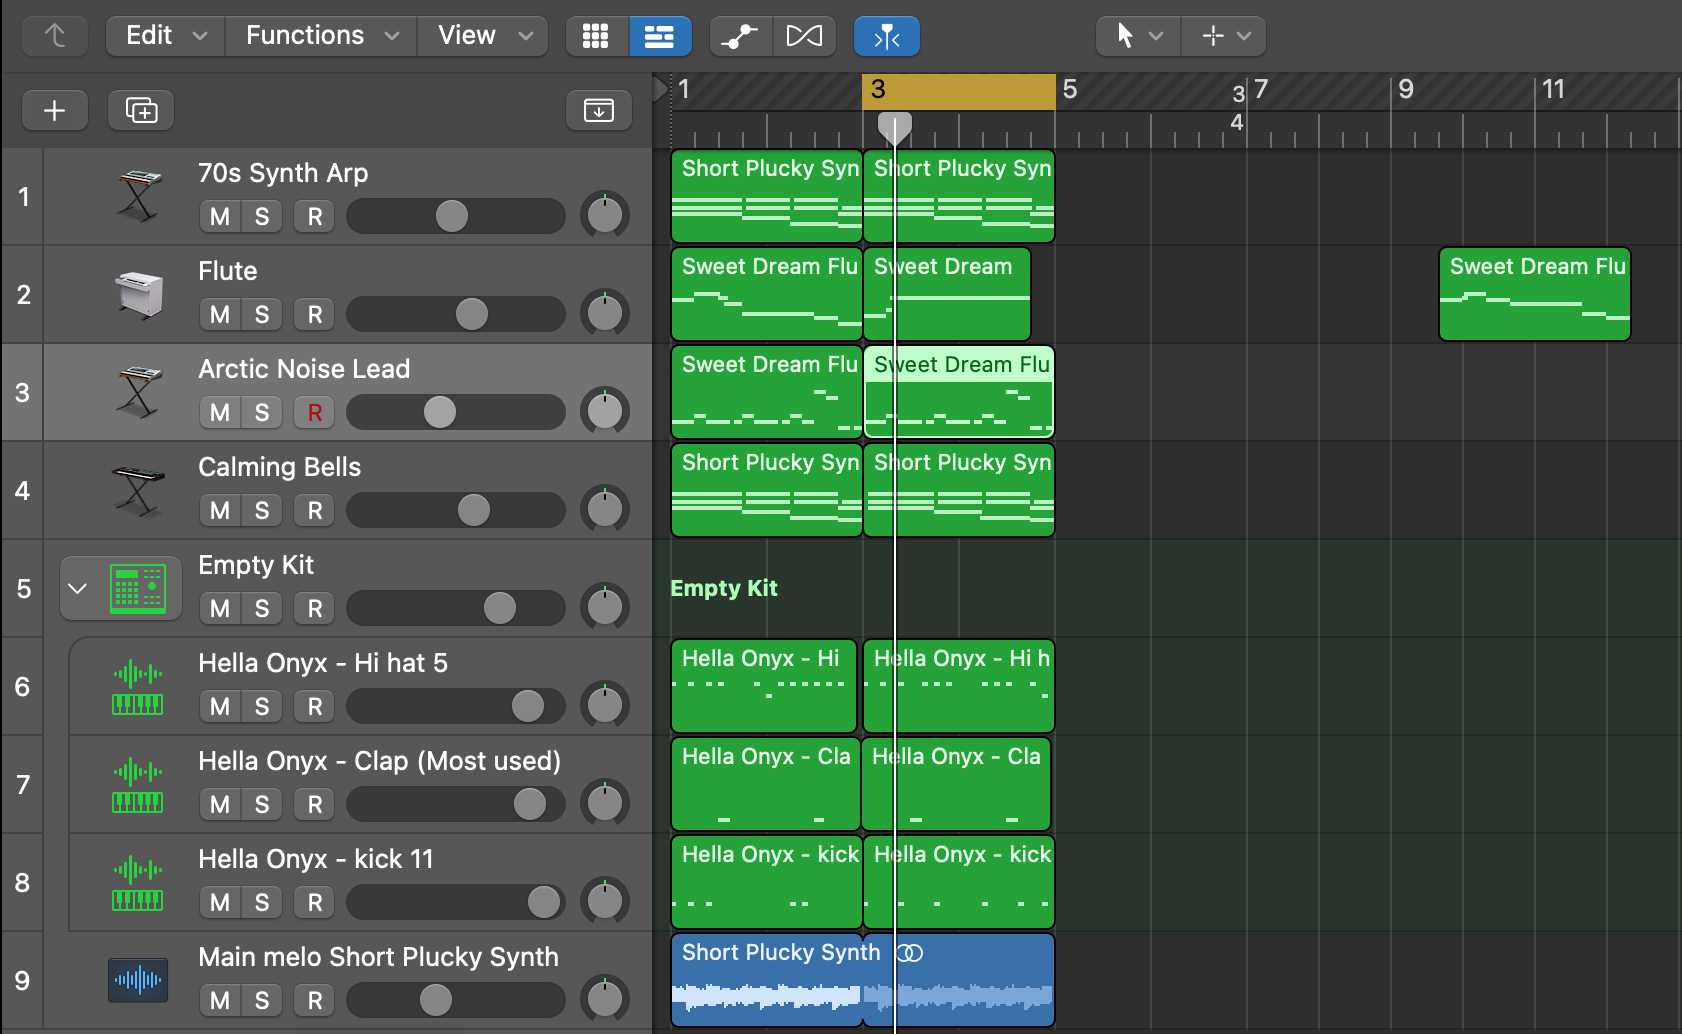 Edit Functions View
1 3 5 3/4 7 9 11
1 70s Synth Arp
M S R
Short Plucky Syn Short Plucky Syn
2 Flute
M S R
Sweet Dream Flu Sweet Dream Sweet Dream Flu
3 Arctic Noise Lead
M S R
Sweet Dream Flu Sweet Dream Flu
4 Calming Bells
M S R
Short Plucky Syn Short Plucky Syn
5 Empty Kit
M S R
Empty Kit
6 Hella Onyx - Hi hat 5
M S R
Hella Onyx - Hi Hella Onyx - Hi h
7 Hella Onyx - Clap (Most used)
M S R
Hella Onyx - Cla Hella Onyx - Cla
8 Hella Onyx - kick 11
M S R
Hella Onyx - kick Hella Onyx - kick
9 Main melo Short Plucky Synth
M S R
Short Plucky Synth